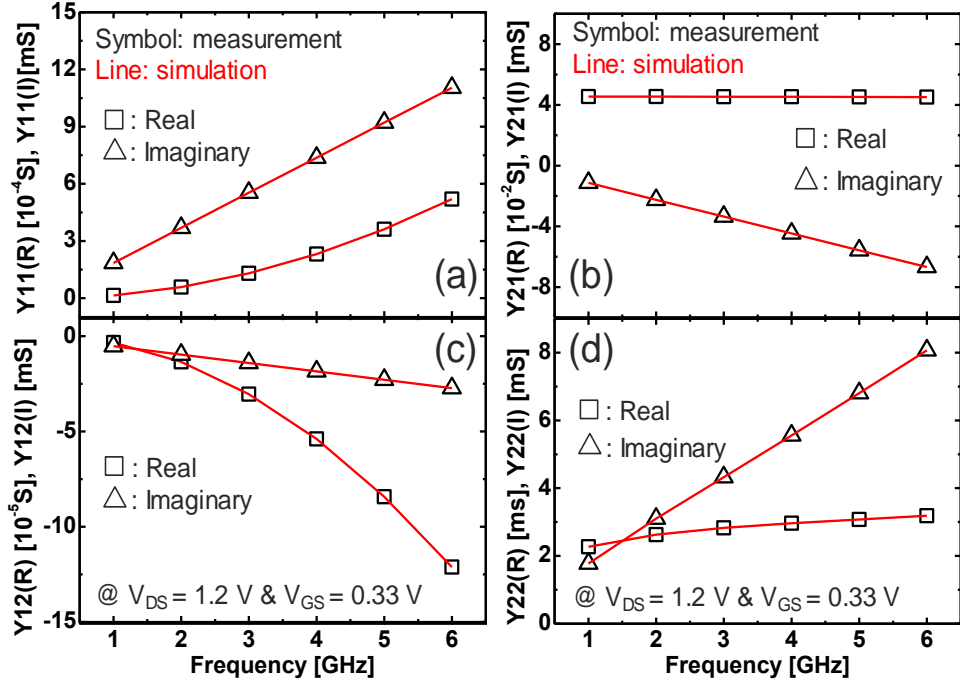 Symbol: measurement
Line: simulation
□ : Real
△ : Imaginary
(a)
Y11(R) [10⁻⁴S], Y11(I)[mS]
15
12
9
6
3
0
Symbol: measurement
Line: simulation
□ : Real
△ : Imaginary
(b)
Y21(R) [10⁻²S], Y21(I) [mS]
8
4
0
-4
-8
(c)
□ : Real
△ : Imaginary
@ V_DS = 1.2 V & V_GS = 0.33 V
Y12(R) [10⁻⁵S], Y12(I) [mS]
0
-5
-10
-15
1 2 3 4 5 6
Frequency [GHz]
(d)
□ : Real
△ : Imaginary
@ V_DS = 1.2 V & V_GS = 0.33 V
Y22(R) [ms], Y22(I) [mS]
8
6
4
2
0
1 2 3 4 5 6
Frequency [GHz]